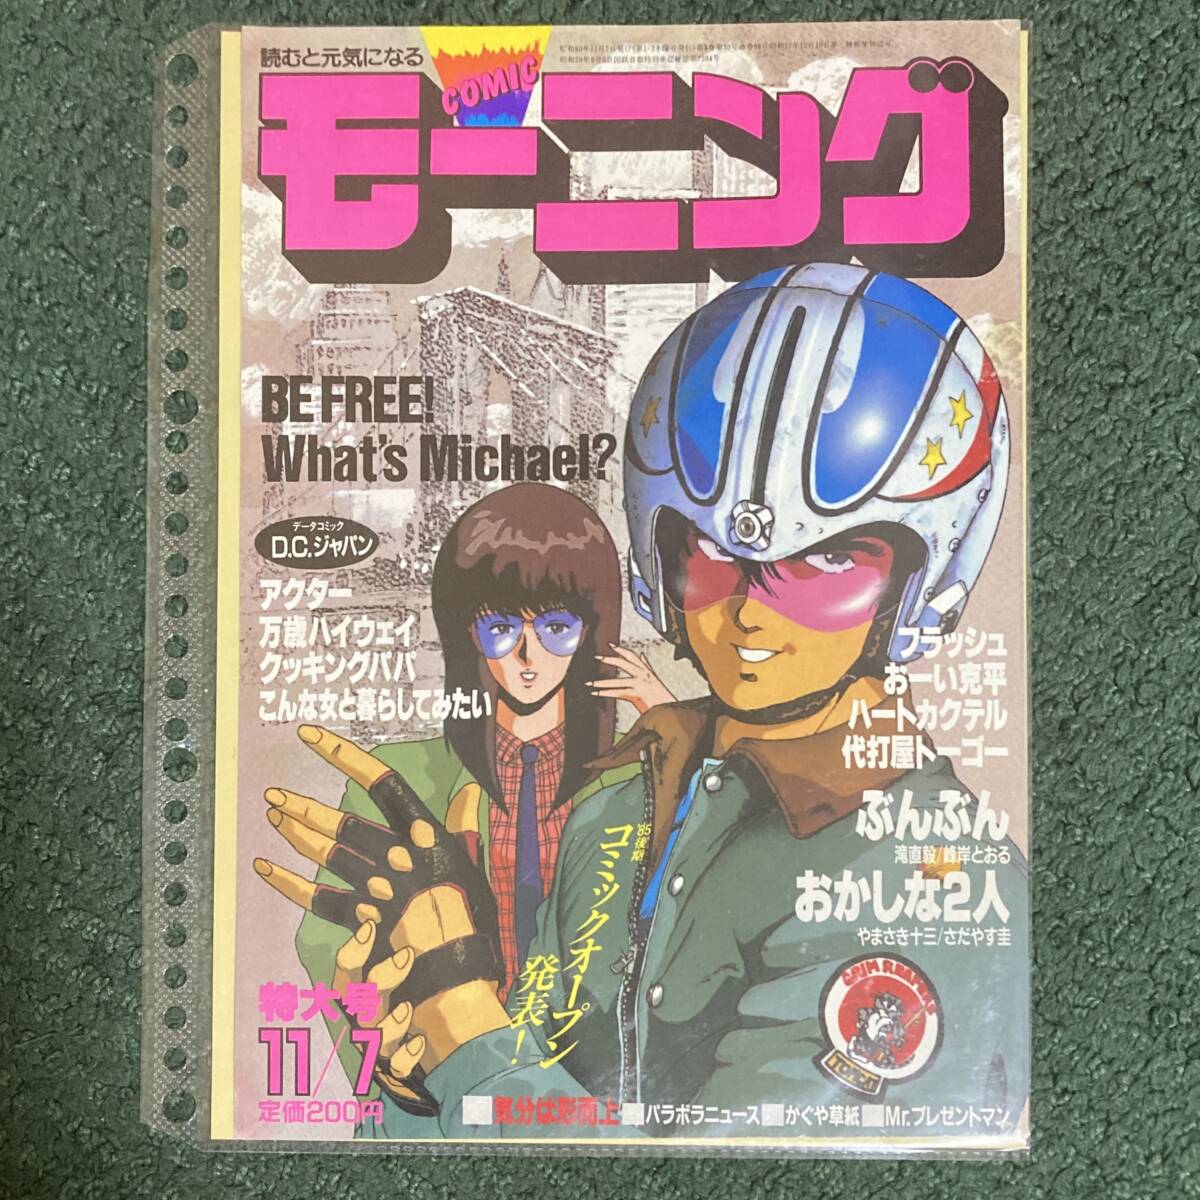 読むと元気になる
COMIC
モーニング
BE FREE!
What's Michael?
データコミック
D.C.ジャパン
アクター
万歳ハイウェイ
クッキングパパ
こんな女と暮らしてみたい
フラッシュ
おーい克平
ハートカクテル
代打屋トーゴー
ぶんぶん
滝直毅/峰岸とおる
おかしな2人
やまさき十三/さだやす圭
'85後期
コミックオープン
発表!
GRIM REAPERS
特大号
11/7
定価200円
気分は形而上
パラボラニュース
かぐや草紙
Mr.プレゼントマン